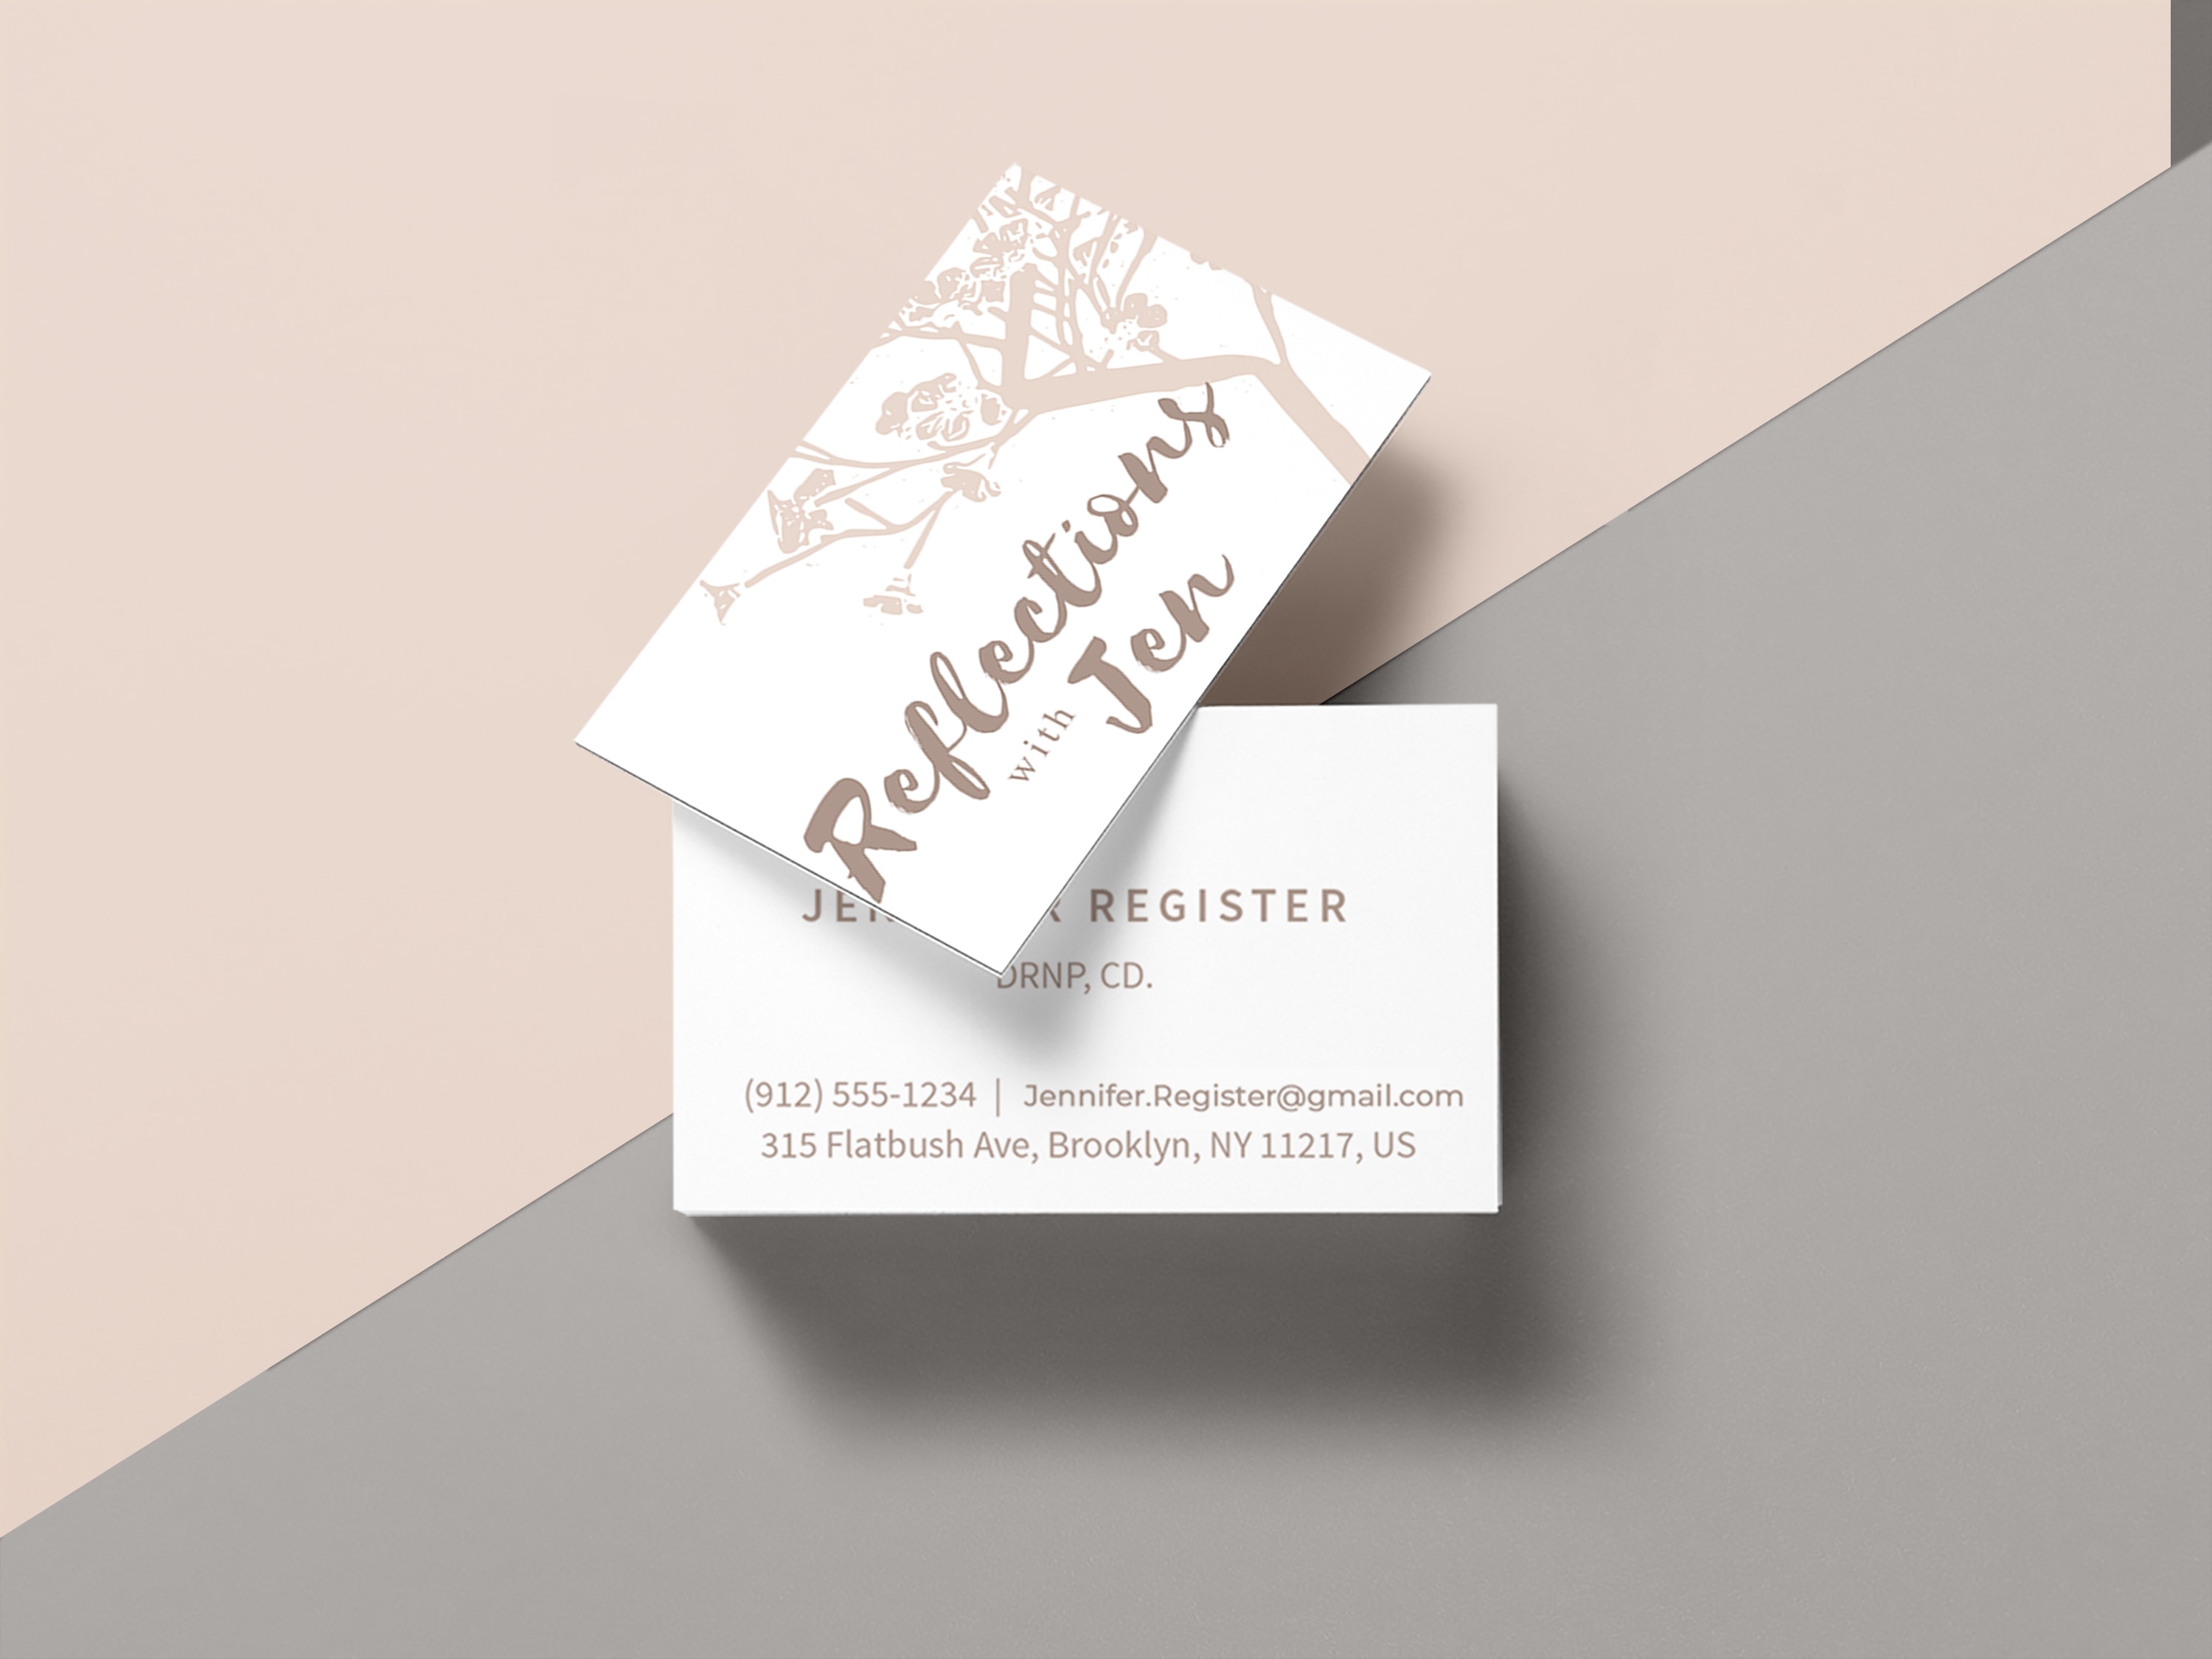 Reflections
with Jen
REGISTER
DRNP, CD.
(912) 555-1234 | Jennifer.Register@gmail.com
315 Flatbush Ave, Brooklyn, NY 11217, US